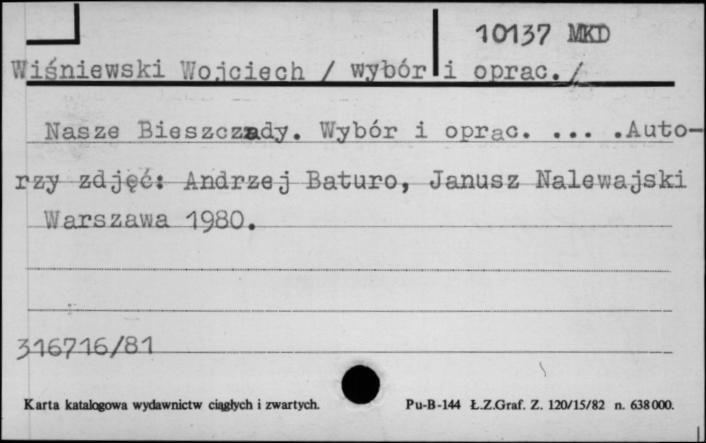 10137 MKD
Wiśniewski Wojciech / wybór i oprac./
Nasze Bieszczady. Wybór i oprac. ... .Auto-
rzy zdjęć: Andrzej Baturo, Janusz Nalewajski
Warszawa 1980.
316716/81
Karta katalogowa wydawnictw ciągłych i zwartych. Pu-B-144 Ł.Z.Graf. Z. 120/15/82 n. 638000.